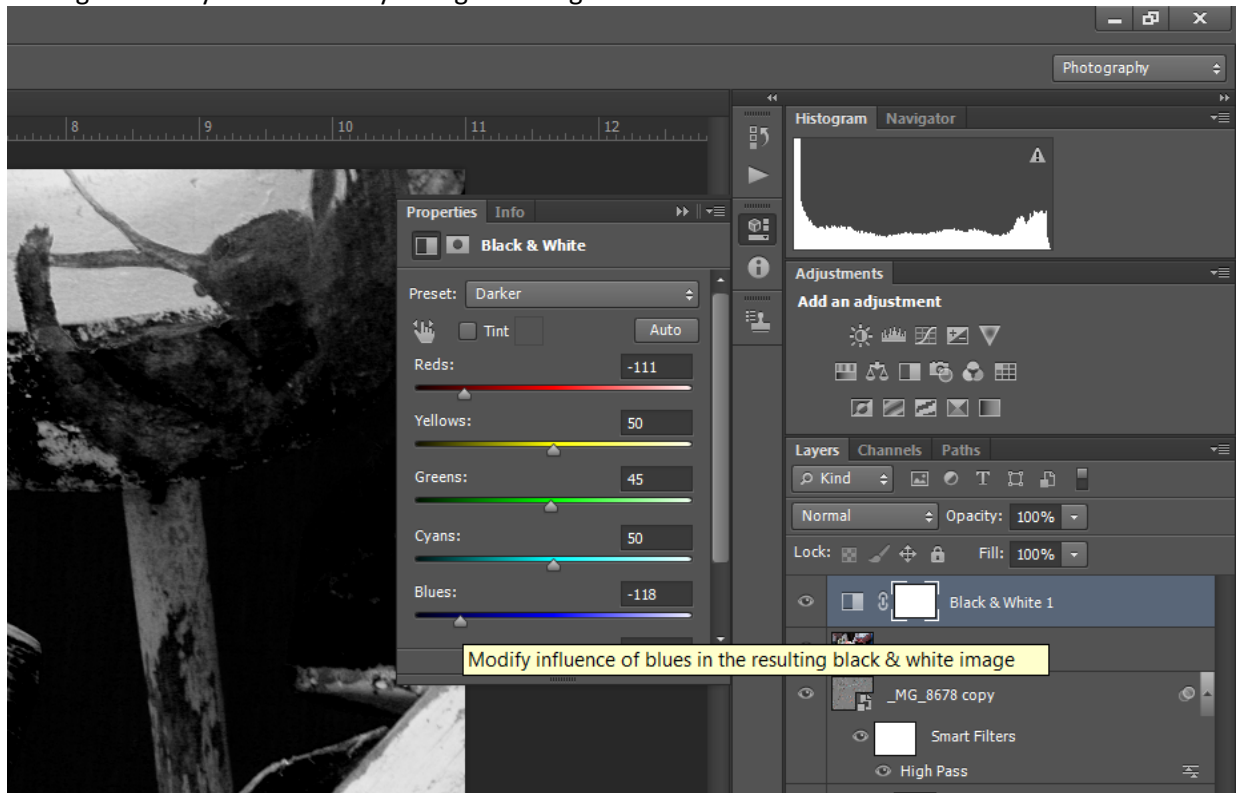 Photography
8 9 10 11 12
Histogram Navigator
Properties Info
Black & White
Preset: Darker
Tint Auto
Reds: -111
Yellows: 50
Greens: 45
Cyans: 50
Blues: -118
Modify influence of blues in the resulting black & white image
Adjustments
Add an adjustment
Layers Channels Paths
Kind
Normal Opacity: 100%
Lock: Fill: 100%
Black & White 1
_MG_8678 copy
Smart Filters
High Pass